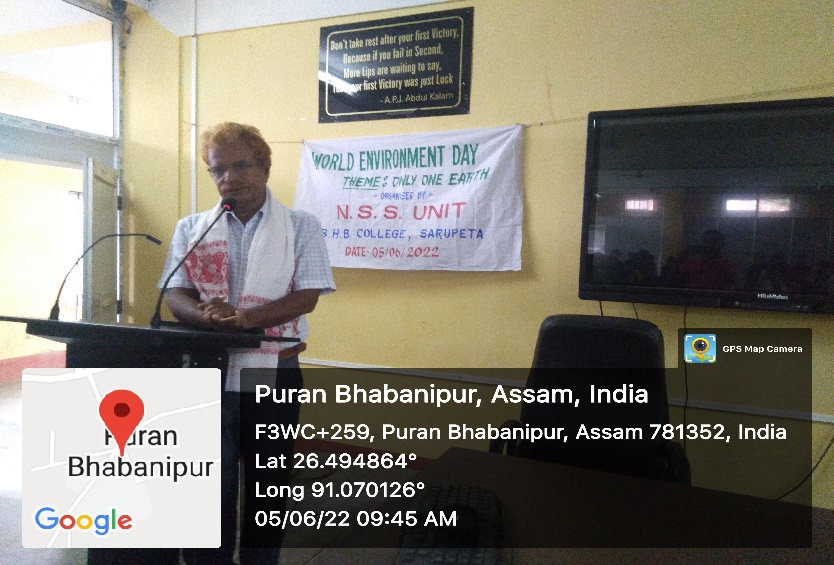 Don't take rest after your first Victory,
Because if you fail in Second,
More Lips are waiting to say,
first Victory was just Luck
- A.P.J. Abdul Kalam
WORLD ENVIRONMENT DAY
THEME: ONLY ONE EARTH
- ORGANISED BY -
N.S.S. UNIT
B.H.B. COLLEGE, SARUPETA
DATE-05/06/2022
GPS Map Camera
Puran Bhabanipur, Assam, India
F3WC+259, Puran Bhabanipur, Assam 781352, India
Lat 26.494864°
Long 91.070126°
05/06/22 09:45 AM
Puran
Bhabanipur
Google